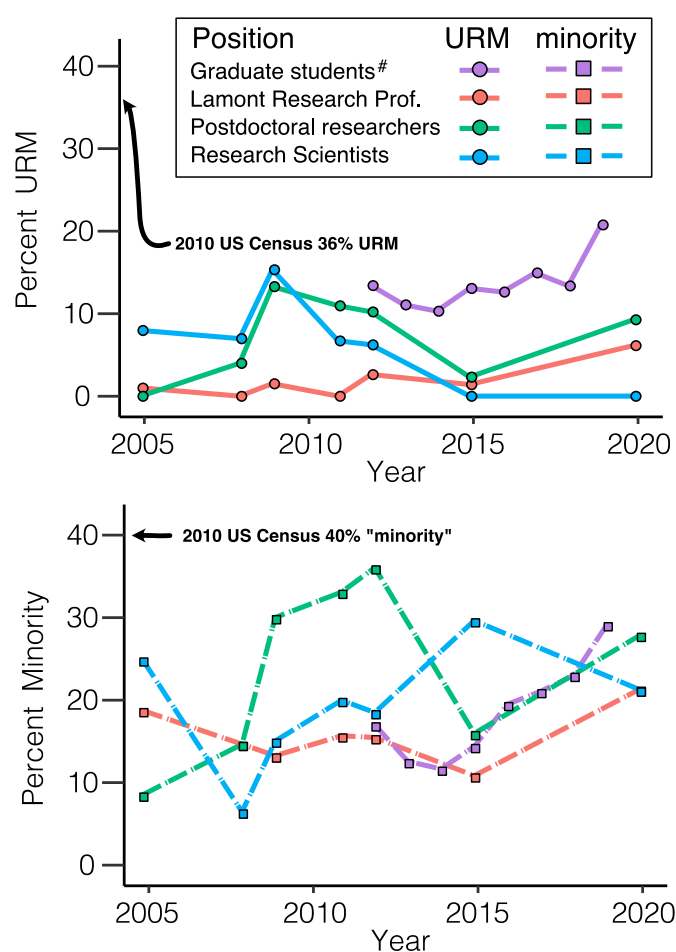 Position URM minority
Graduate students#
Lamont Research Prof.
Postdoctoral researchers
Research Scientists
Percent URM
40
30
20
10
0
2010 US Census 36% URM
2005 2010 2015 2020
Year
Percent Minority
40
30
20
10
0
2010 US Census 40% "minority"
2005 2010 2015 2020
Year